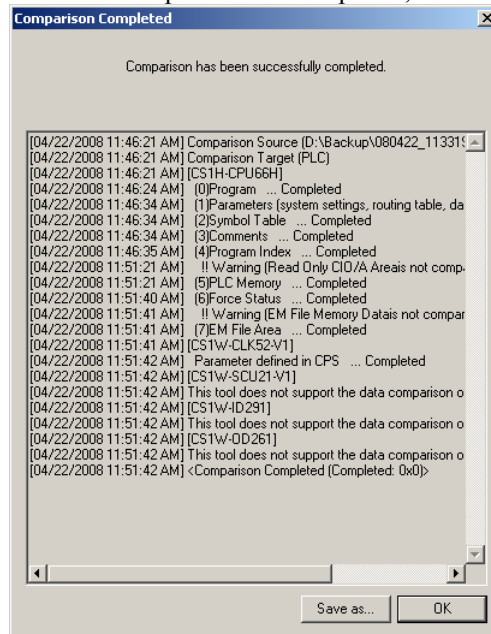 Comparison Completed
Comparison has been successfully completed.
[04/22/2008 11:46:21 AM] Comparison Source (D:\Backup\080422_11331
[04/22/2008 11:46:21 AM] Comparison Target (PLC)
[04/22/2008 11:46:21 AM] [CS1H-CPU66H]
[04/22/2008 11:46:24 AM] (0)Program ... Completed
[04/22/2008 11:46:34 AM] (1)Parameters (system settings, routing table, da
[04/22/2008 11:46:34 AM] (2)Symbol Table ... Completed
[04/22/2008 11:46:34 AM] (3)Comments ... Completed
[04/22/2008 11:46:35 AM] (4)Program Index ... Completed
[04/22/2008 11:51:21 AM] !! Warning (Read Only CIO/A Areais not comp
[04/22/2008 11:51:21 AM] (5)PLC Memory ... Completed
[04/22/2008 11:51:40 AM] (6)Force Status ... Completed
[04/22/2008 11:51:41 AM] !! Warning (EM File Memory Datais not compar
[04/22/2008 11:51:41 AM] (7)EM File Area ... Completed
[04/22/2008 11:51:41 AM] [CS1W-CLK52-V1]
[04/22/2008 11:51:42 AM] Parameter defined in CPS ... Completed
[04/22/2008 11:51:42 AM] [CS1W-SCU21-V1]
[04/22/2008 11:51:42 AM] This tool does not support the data comparison o
[04/22/2008 11:51:42 AM] [CS1W-ID291]
[04/22/2008 11:51:42 AM] This tool does not support the data comparison o
[04/22/2008 11:51:42 AM] [CS1W-OD261]
[04/22/2008 11:51:42 AM] This tool does not support the data comparison o
[04/22/2008 11:51:42 AM] <Comparison Completed (Completed: 0x0)>
Save as... OK